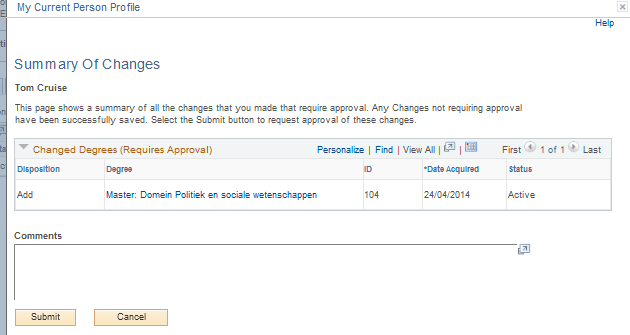 My Current Person Profile
Help
Summary Of Changes
Tom Cruise
This page shows a summary of all the changes that you made that require approval. Any Changes not requiring approval
have been successfully saved. Select the Submit button to request approval of these changes.
Changed Degrees (Requires Approval) Personalize | Find | View All | | First 1 of 1 Last
Disposition Degree ID *Date Acquired Status
Add Master: Domein Politiek en sociale wetenschappen 104 24/04/2014 Active
Comments
Submit Cancel